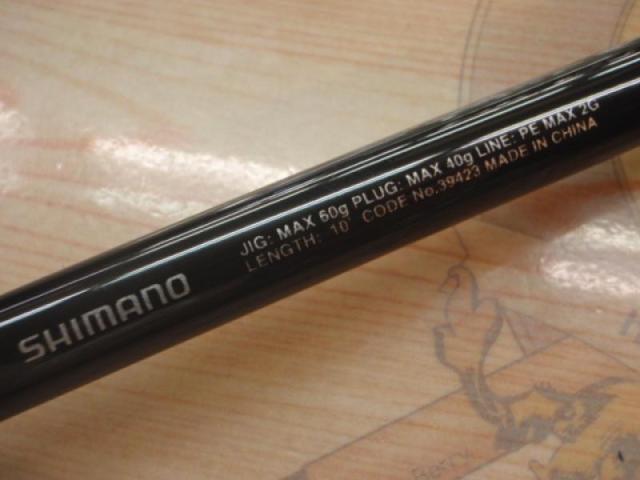 SHIMANO
JIG: MAX 60g PLUG: MAX 40g LINE: PE MAX 2G
LENGTH: 10' CODE No.39423 MADE IN CHINA
Berry